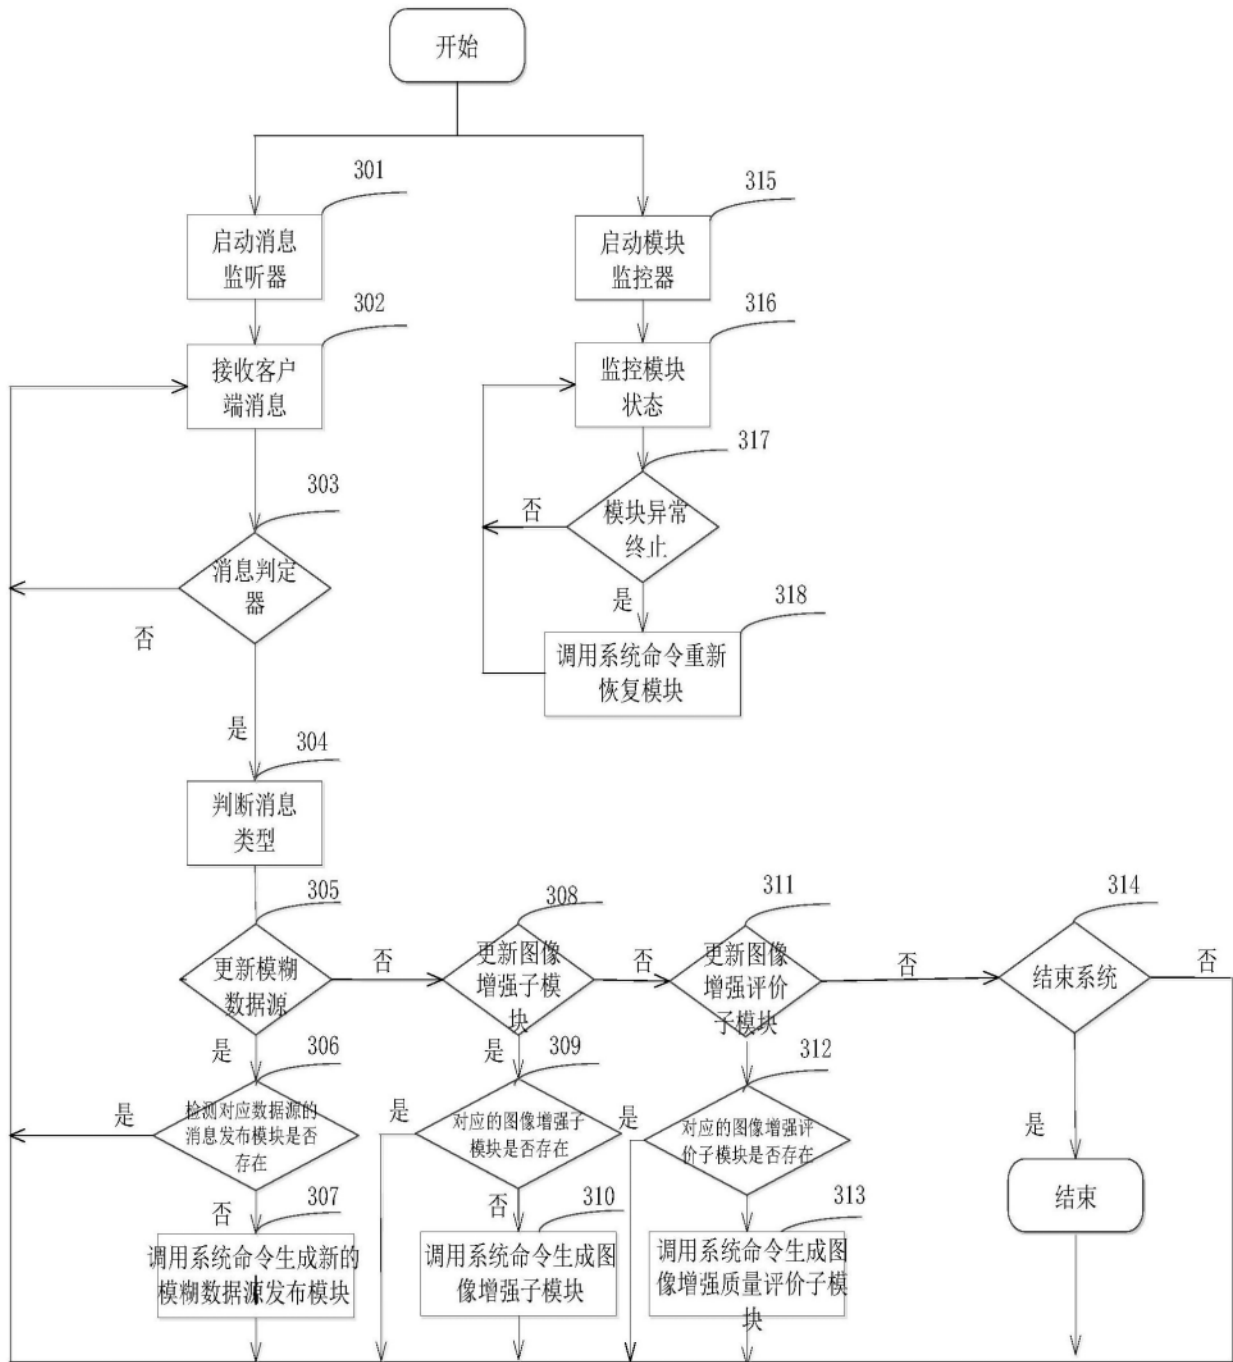 开始
301
启动消息
监听器
315
启动模块
监控器
302
接收客户
端消息
316
监控模块
状态
303
消息判定
器
否
是
317
模块异常
终止
否
是
318
调用系统命令重新
恢复模块
304
判断消息
类型
305
更新模糊
数据源
否
是
308
更新图像
增强子模
块
否
是
311
更新图像
增强评价
子模块
否
314
结束系统
否
是
306
检测对应数据源的
消息发布模块是否
存在
是
否
309
对应的图像增强子
模块是否存在
是
否
312
对应的图像增强评
价子模块是否存在
是
307
调用系统命令生成新的
模糊数据源发布模块
310
调用系统命令生成图
像增强子模块
313
调用系统命令生成图
像增强质量评价子模
块
结束